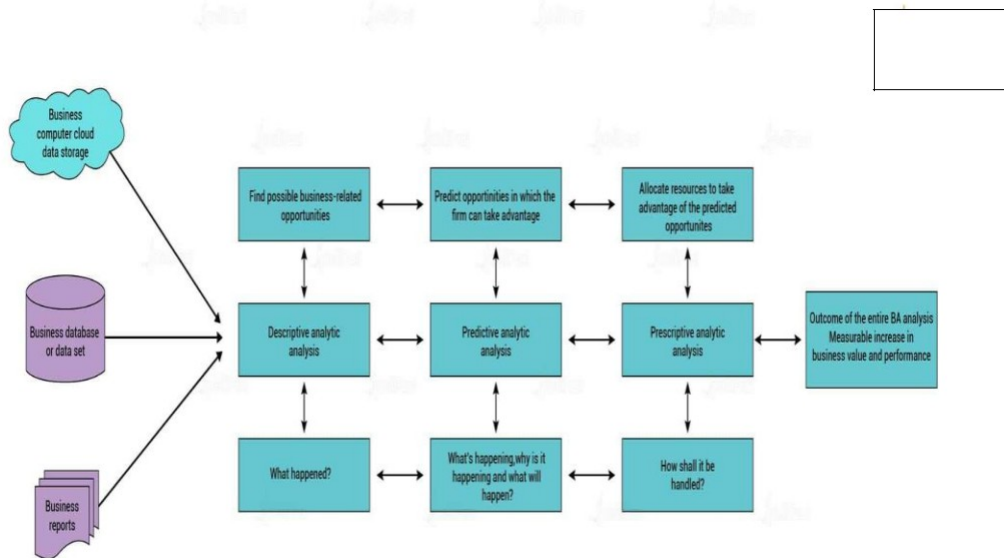 Business
computer cloud
data storage
Find possible business-related
opportunities
Predict opportinities in which the
firm can take advantage
Allocate resources to take
advantage of the predicted
opportunites
Business database
or data set
Descriptive analytic
analysis
Predictive analytic
analysis
Prescriptive analytic
analysis
Outcome of the entire BA analysis
Measurable increase in
business value and performance
Business
reports
What happened?
What's happening,why is it
happening and what will
happen?
How shall it be
handled?